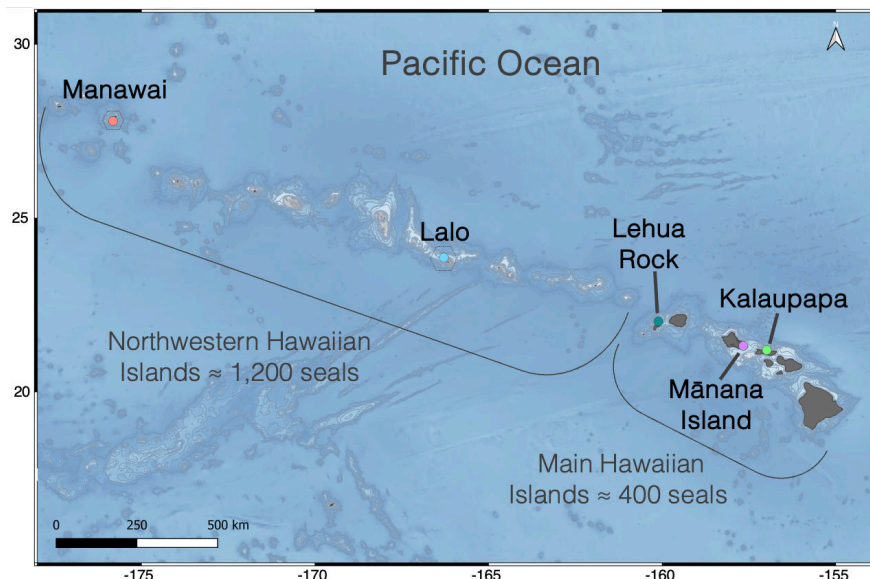 30
N
Pacific Ocean
Manawai
25
Lalo
Lehua
Rock
Kalaupapa
Northwestern Hawaiian
Islands ≈ 1,200 seals
20
Mānana
Island
Main Hawaiian
Islands ≈ 400 seals
0 250 500 km
-175 -170 -165 -160 -155